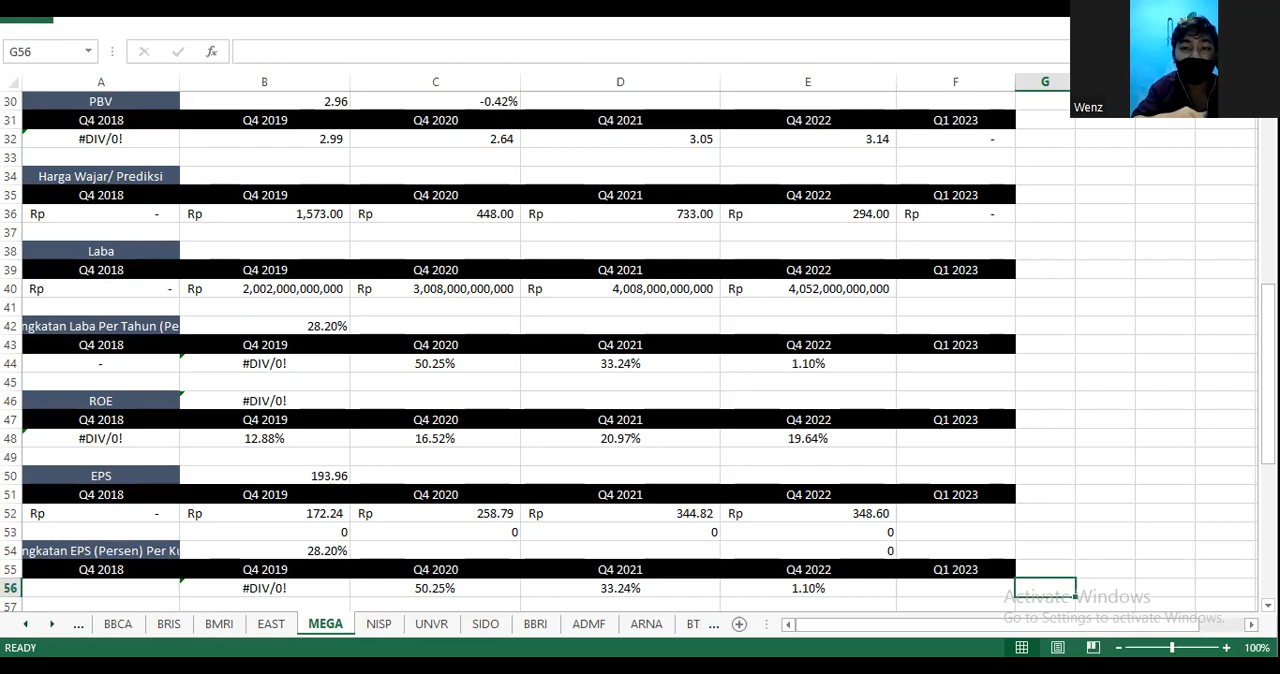 G56
Wenz
A B C D E F G
30 PBV 2.96 -0.42%
31 Q4 2018 Q4 2019 Q4 2020 Q4 2021 Q4 2022 Q1 2023
32 #DIV/0! 2.99 2.64 3.05 3.14 -
33
34 Harga Wajar/ Prediksi
35 Q4 2018 Q4 2019 Q4 2020 Q4 2021 Q4 2022 Q1 2023
36 Rp - Rp 1,573.00 Rp 448.00 Rp 733.00 Rp 294.00 Rp -
37
38 Laba
39 Q4 2018 Q4 2019 Q4 2020 Q4 2021 Q4 2022 Q1 2023
40 Rp - Rp 2,002,000,000,000 Rp 3,008,000,000,000 Rp 4,008,000,000,000 Rp 4,052,000,000,000
41
42 ngkatan Laba Per Tahun (Pe 28.20%
43 Q4 2018 Q4 2019 Q4 2020 Q4 2021 Q4 2022 Q1 2023
44 - #DIV/0! 50.25% 33.24% 1.10%
45
46 ROE #DIV/0!
47 Q4 2018 Q4 2019 Q4 2020 Q4 2021 Q4 2022 Q1 2023
48 #DIV/0! 12.88% 16.52% 20.97% 19.64%
49
50 EPS 193.96
51 Q4 2018 Q4 2019 Q4 2020 Q4 2021 Q4 2022 Q1 2023
52 Rp - Rp 172.24 Rp 258.79 Rp 344.82 Rp 348.60
53 0 0 0 0
54 ngkatan EPS (Persen) Per Ku 28.20% 0
55 Q4 2018 Q4 2019 Q4 2020 Q4 2021 Q4 2022 Q1 2023
56 #DIV/0! 50.25% 33.24% 1.10%
57
Activate Windows
Go to Settings to activate Windows.
... BBCA BRIS BMRI EAST MEGA NISP UNVR SIDO BBRI ADMF ARNA BT ...
READY 100%